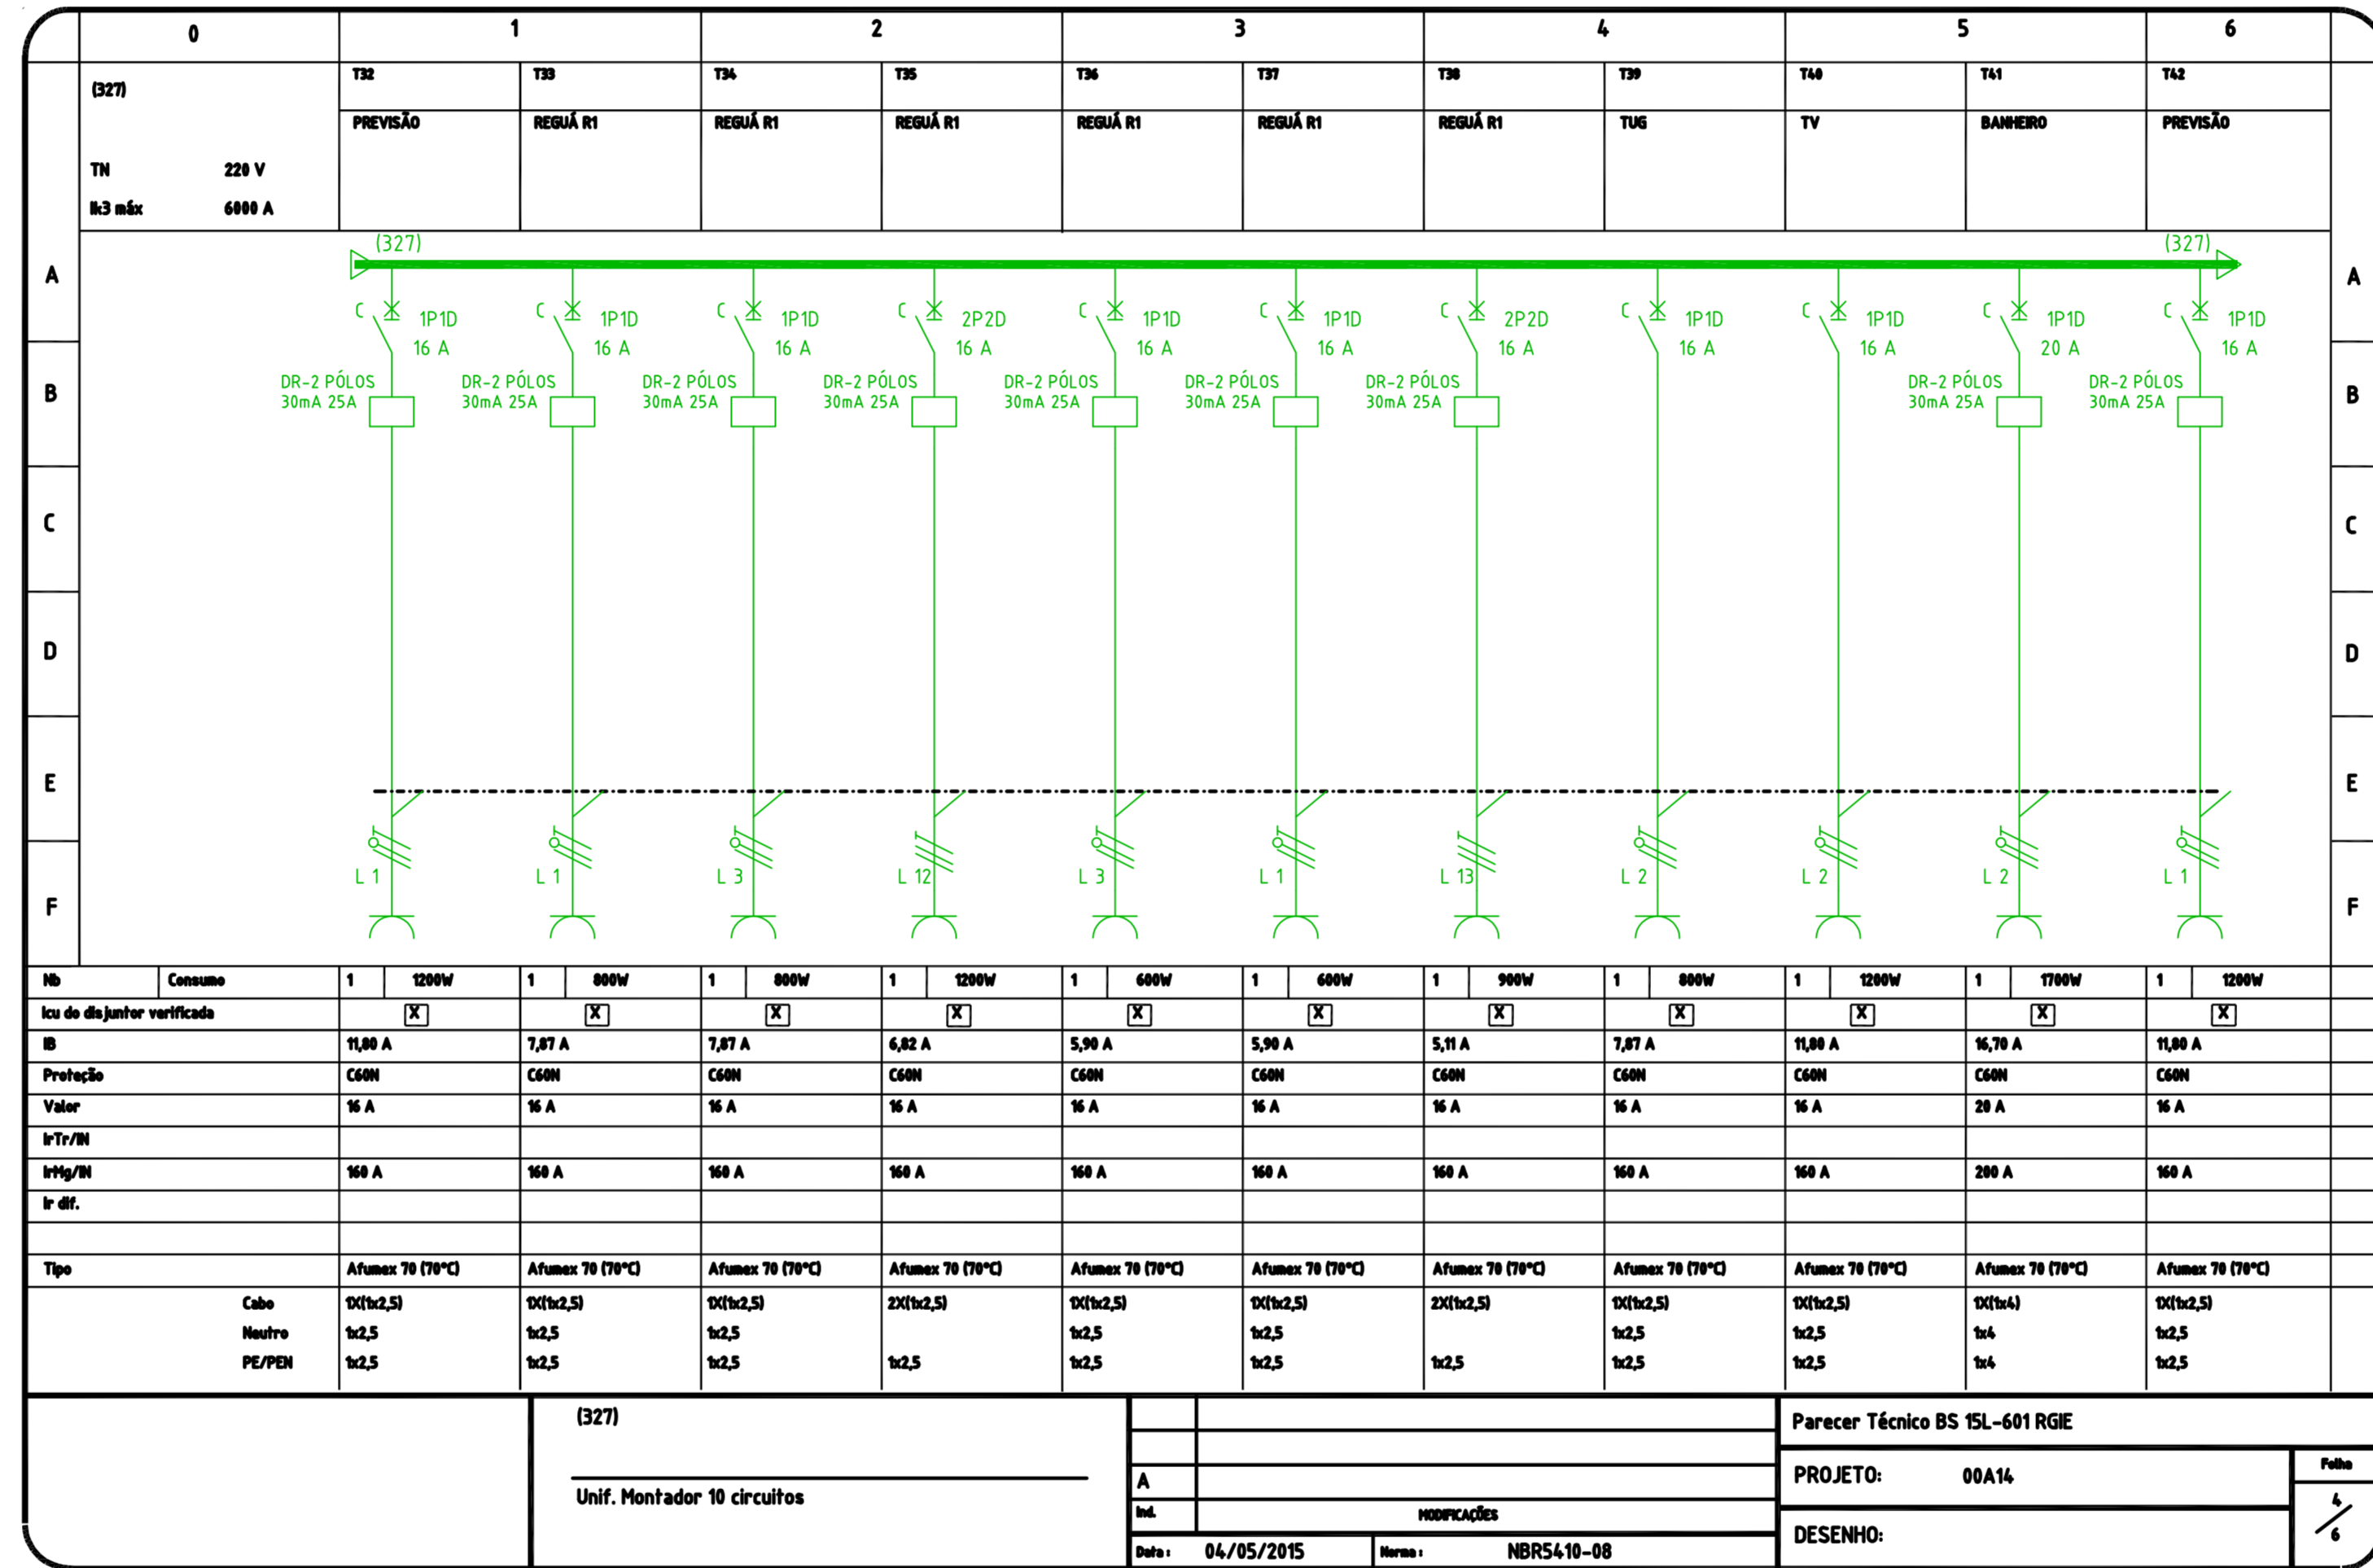 0 1 2 3 4 5 6
(327) T32 T33 T34 T35 T36 T37 T38 T39 T40 T41 T42
PREVISÃO REGUÁ R1 REGUÁ R1 REGUÁ R1 REGUÁ R1 REGUÁ R1 REGUÁ R1 TUG TV BANHEIRO PREVISÃO
TN 220 V
Ik3 máx 6000 A
(327) (327)
A A
C C C C C C C C C C C
1P1D 1P1D 1P1D 2P2D 1P1D 1P1D 2P2D 1P1D 1P1D 1P1D 1P1D
16 A 16 A 16 A 16 A 16 A 16 A 16 A 16 A 16 A 20 A 16 A
DR-2 PÓLOS DR-2 PÓLOS DR-2 PÓLOS DR-2 PÓLOS DR-2 PÓLOS DR-2 PÓLOS DR-2 PÓLOS DR-2 PÓLOS DR-2 PÓLOS
B B
30mA 25A 30mA 25A 30mA 25A 30mA 25A 30mA 25A 30mA 25A 30mA 25A 30mA 25A 30mA 25A
C C
D D
E E
L 1 L 1 L 3 L 12 L 3 L 1 L 13 L 2 L 2 L 2 L 1
F F
Nb Consumo 1 1200W 1 800W 1 800W 1 1200W 1 600W 1 600W 1 900W 1 800W 1 1200W 1 1700W 1 1200W
Icu do disjuntor verificada X X X X X X X X X X X
IB 11,80 A 7,87 A 7,87 A 6,82 A 5,90 A 5,90 A 5,11 A 7,87 A 11,80 A 16,70 A 11,80 A
Proteção C60N C60N C60N C60N C60N C60N C60N C60N C60N C60N C60N
Valor 16 A 16 A 16 A 16 A 16 A 16 A 16 A 16 A 16 A 20 A 16 A
IrTr/IN
IrMg/IN 160 A 160 A 160 A 160 A 160 A 160 A 160 A 160 A 160 A 200 A 160 A
Ir dif.
Tipo Afumex 70 (70°C) Afumex 70 (70°C) Afumex 70 (70°C) Afumex 70 (70°C) Afumex 70 (70°C) Afumex 70 (70°C) Afumex 70 (70°C) Afumex 70 (70°C) Afumex 70 (70°C) Afumex 70 (70°C) Afumex 70 (70°C)
Cabo 1X(1x2,5) 1X(1x2,5) 1X(1x2,5) 2X(1x2,5) 1X(1x2,5) 1X(1x2,5) 2X(1x2,5) 1X(1x2,5) 1X(1x2,5) 1X(1x4) 1X(1x2,5)
Neutro 1x2,5 1x2,5 1x2,5 1x2,5 1x2,5 1x2,5 1x2,5 1x4 1x2,5
PE/PEN 1x2,5 1x2,5 1x2,5 1x2,5 1x2,5 1x2,5 1x2,5 1x2,5 1x2,5 1x4 1x2,5
(327)
Unif. Montador 10 circuitos
A
Ind. MODIFICAÇÕES
Data : 04/05/2015 Norma : NBR5410-08
Parecer Técnico BS 15L-601 RGIE
PROJETO: 00A14
DESENHO:
Folha
4
/
6